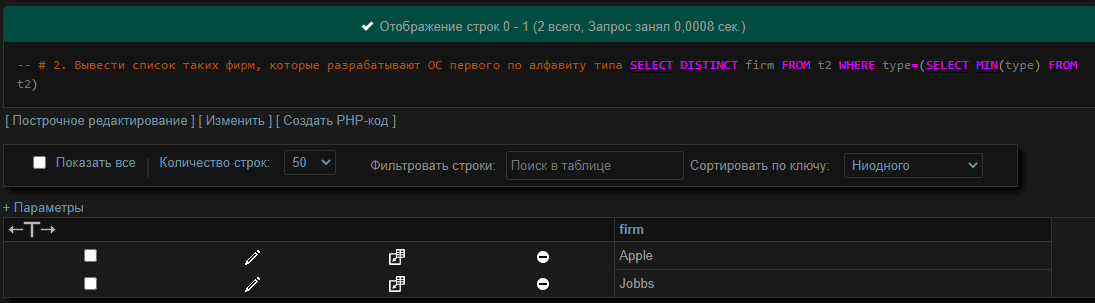 Отображение строк 0 - 1 (2 всего, Запрос занял 0,0008 сек.)
-- # 2. Вывести список таких фирм, которые разрабатывают ОС первого по алфавиту типа SELECT DISTINCT firm FROM t2 WHERE type=(SELECT MIN(type) FROM
t2)
[ Построчное редактирование ] [ Изменить ] [ Создать PHP-код ]
Показать все Количество строк: 50 Фильтровать строки: Поиск в таблице Сортировать по ключу: Ниодного
+ Параметры
firm
Apple
Jobbs